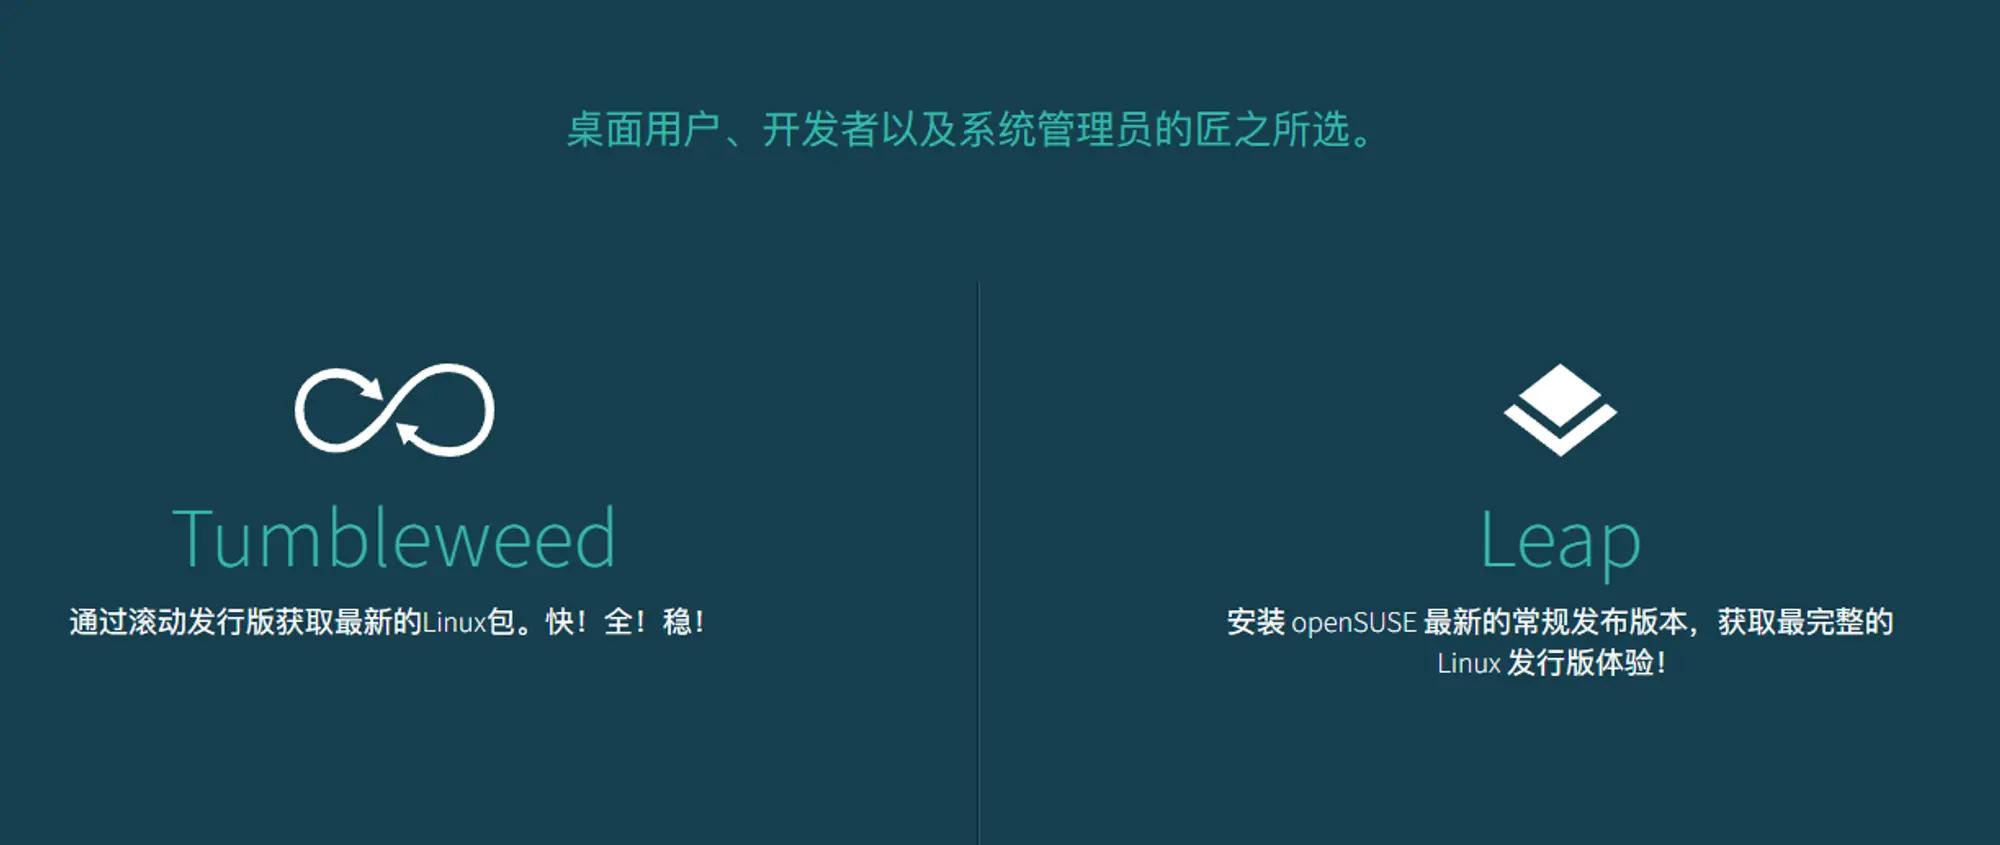 桌面用户、开发者以及系统管理员的匠之所选。
Tumbleweed
通过滚动发行版获取最新的Linux包。快！全！稳！
Leap
安装 openSUSE 最新的常规发布版本，获取最完整的
Linux 发行版体验！